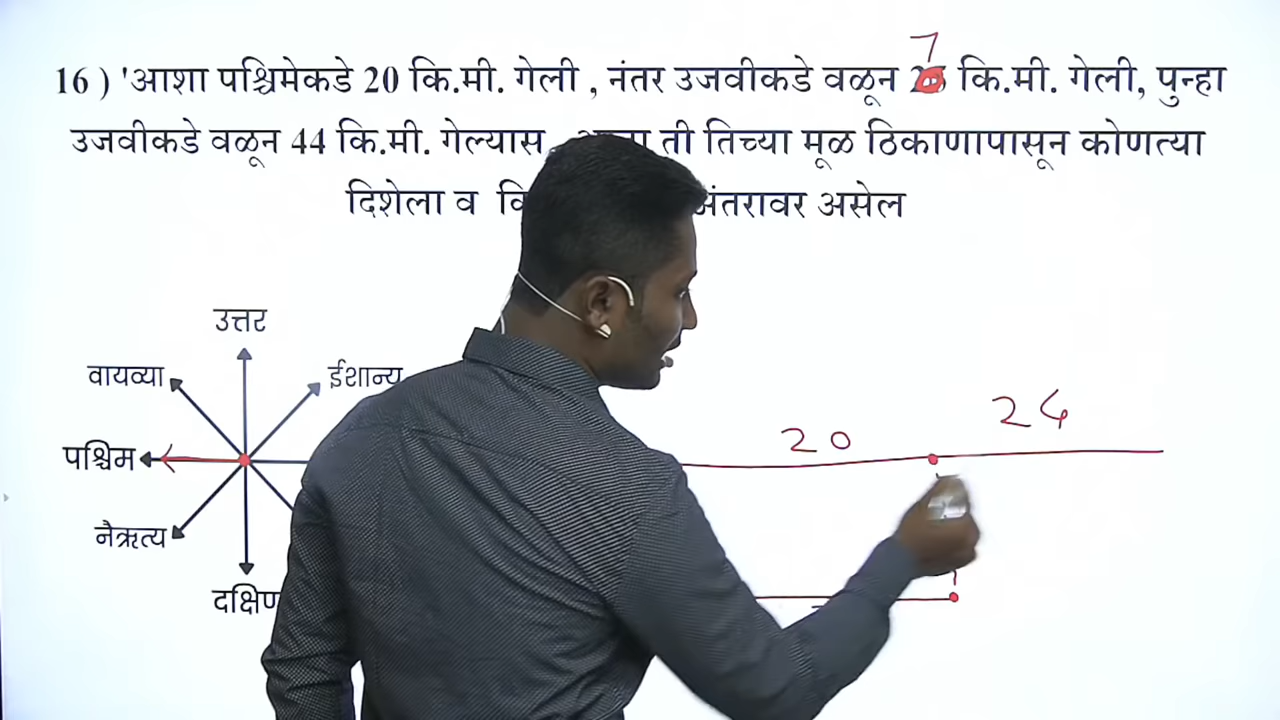 7
16 ) 'आशा पश्चिमेकडे 20 कि.मी. गेली , नंतर उजवीकडे वळून कि.मी. गेली, पुन्हा
उजवीकडे वळून 44 कि.मी. गेल्यास ती तिच्या मूळ ठिकाणापासून कोणत्या
दिशेला व अंतरावर असेल
उत्तर
वायव्या ईशान्य
पश्चिम
नैऋत्य
दक्षिण
20 24